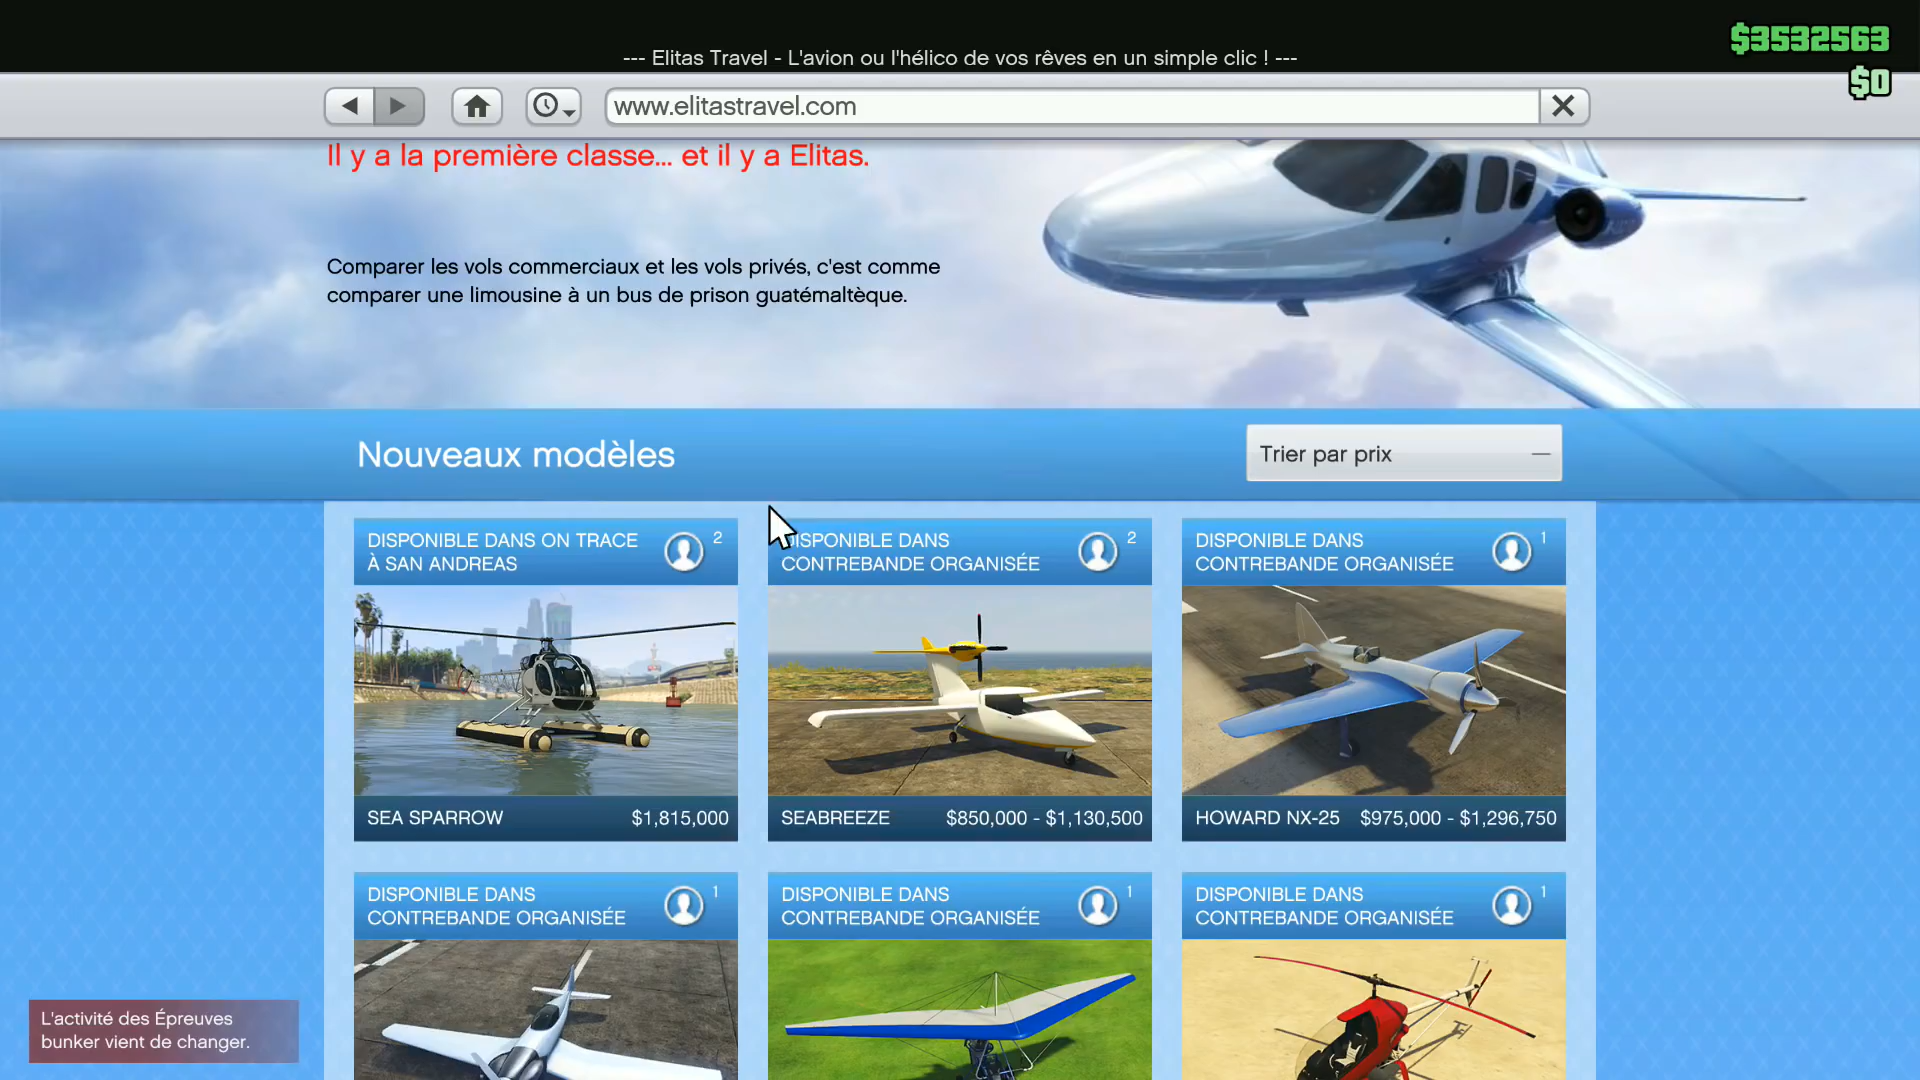 --- Elitas Travel - L'avion ou l'hélico de vos rêves en un simple clic ! ---
$3532563
$0
www.elitastravel.com
Il y a la première classe... et il y a Elitas.
Comparer les vols commerciaux et les vols privés, c'est comme
comparer une limousine à un bus de prison guatémaltèque.
Nouveaux modèles
Trier par prix
DISPONIBLE DANS ON TRACE
À SAN ANDREAS
2
DISPONIBLE DANS
CONTREBANDE ORGANISÉE
2
DISPONIBLE DANS
CONTREBANDE ORGANISÉE
1
SEA SPARROW $1,815,000
SEABREEZE $850,000 - $1,130,500
HOWARD NX-25 $975,000 - $1,296,750
DISPONIBLE DANS
CONTREBANDE ORGANISÉE
1
DISPONIBLE DANS
CONTREBANDE ORGANISÉE
1
DISPONIBLE DANS
CONTREBANDE ORGANISÉE
1
L'activité des Épreuves
bunker vient de changer.